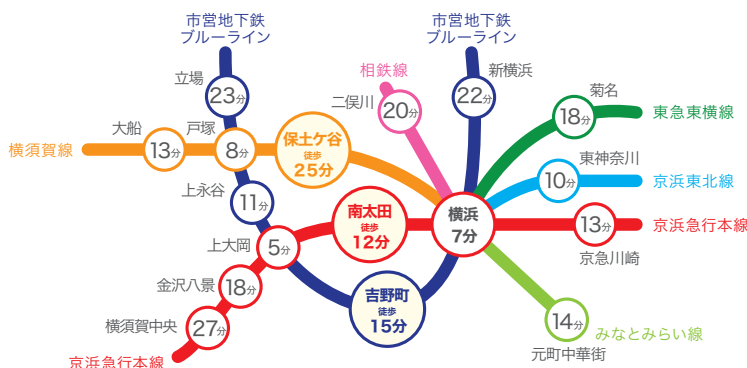 市営地下鉄
ブルーライン
市営地下鉄
ブルーライン
立場
23分
相鉄線
二俣川
20分
新横浜
22分
菊名
18分
東急東横線
横須賀線
大船
13分
戸塚
8分
保土ケ谷
徒歩
25分
東神奈川
10分
京浜東北線
上永谷
11分
南太田
徒歩
12分
横浜
7分
13分
京急川崎
京浜急行本線
上大岡
5分
金沢八景
18分
吉野町
徒歩
15分
横須賀中央
27分
京浜急行本線
14分
元町中華街
みなとみらい線